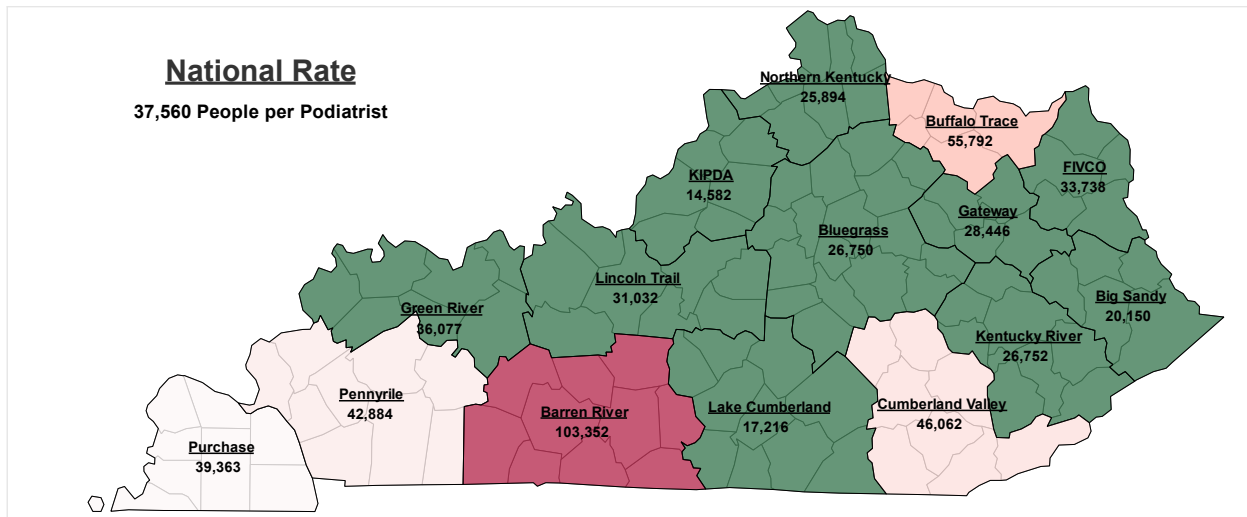 National Rate
37,560 People per Podiatrist
Northern Kentucky
25,894
Buffalo Trace
55,792
KIPDA
14,582
FIVCO
33,738
Gateway
28,446
Bluegrass
26,750
Lincoln Trail
31,032
Green River
36,077
Big Sandy
20,150
Kentucky River
26,752
Pennyrile
42,884
Barren River
103,352
Lake Cumberland
17,216
Cumberland Valley
46,062
Purchase
39,363